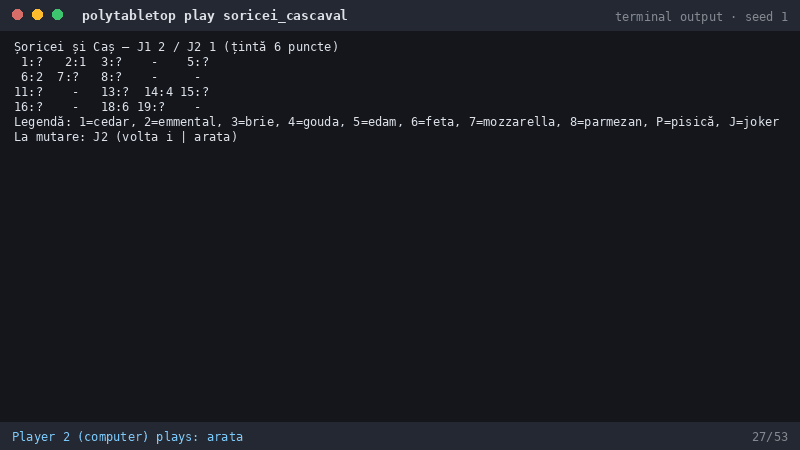 polytabletop play soricei_cascaval
terminal output · seed 1
Șoricei și Caș — J1 2 / J2 1 (țintă 6 puncte)
1:? 2:1 3:? - 5:?
6:2 7:? 8:? - -
11:? - 13:? 14:4 15:?
16:? - 18:6 19:? -
Legendă: 1=cedar, 2=emmental, 3=brie, 4=gouda, 5=edam, 6=feta, 7=mozzarella, 8=parmezan, P=pisică, J=joker
La mutare: J2 (volta i | arata)
Player 2 (computer) plays: arata
27/53